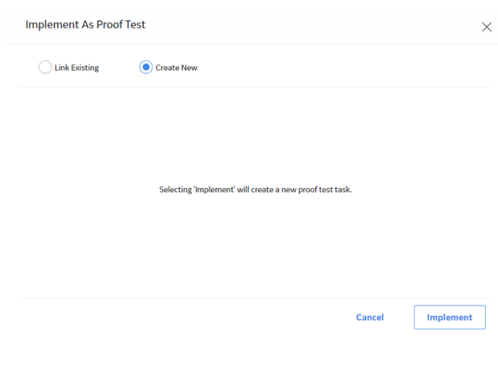 Implement As Proof Test
Link Existing
Create New
Selecting 'Implement' will create a new proof test task.
Cancel
Implement